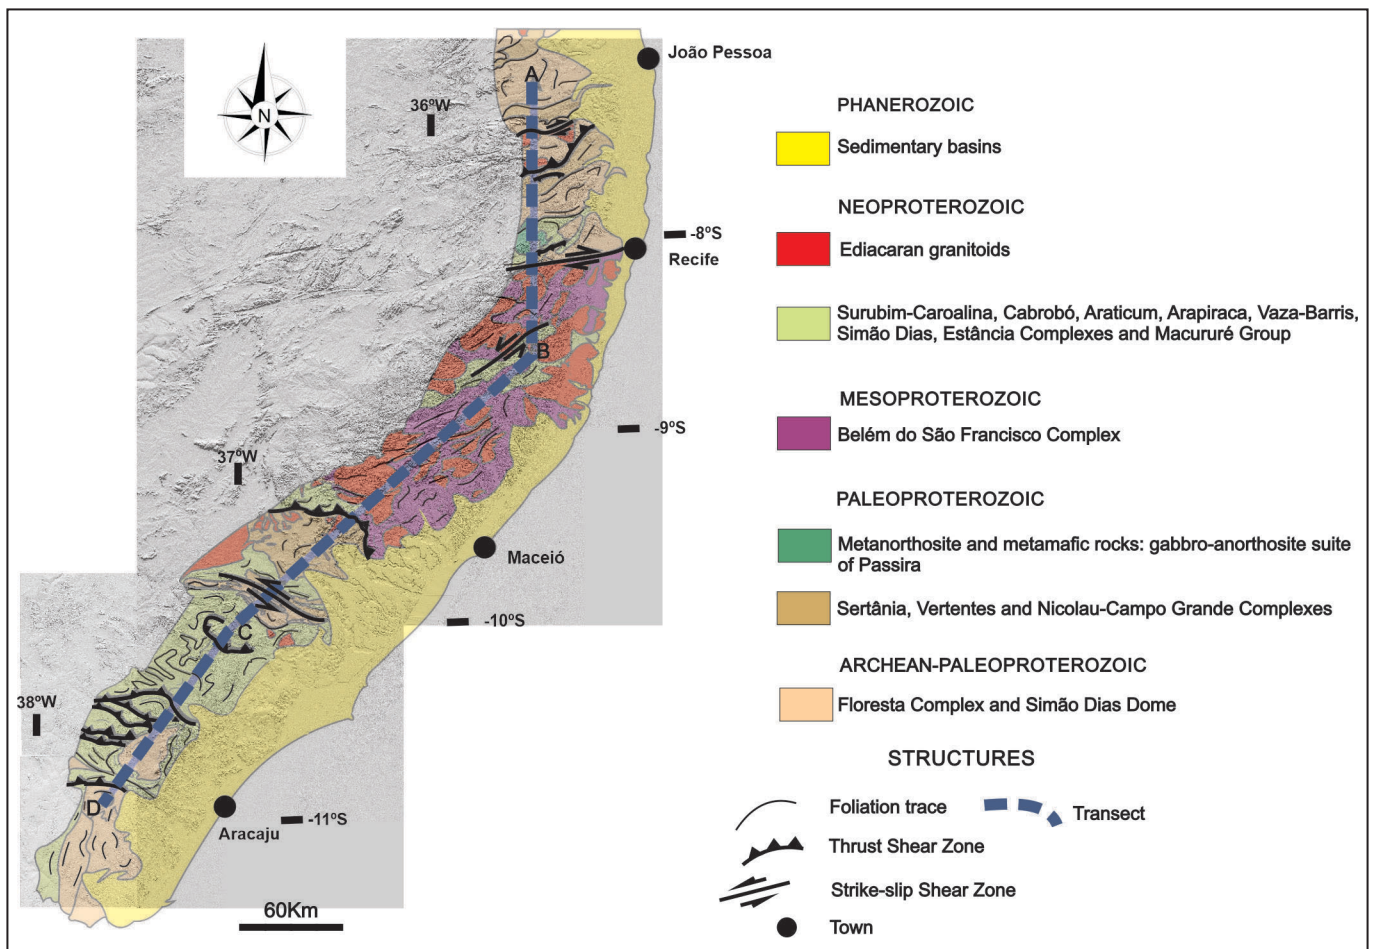 João Pessoa
A
36ºW
N
-8ºS
Recife
B
-9ºS
37ºW
Maceió
-10ºS
C
38ºW
D
Aracaju
-11ºS
60Km
PHANEROZOIC
Sedimentary basins
NEOPROTEROZOIC
Ediacaran granitoids
Surubim-Caroalina, Cabrobó, Araticum, Arapiraca, Vaza-Barris,
Simão Dias, Estância Complexes and Macururé Group
MESOPROTEROZOIC
Belém do São Francisco Complex
PALEOPROTEROZOIC
Metanorthosite and metamafic rocks: gabbro-anorthosite suite
of Passira
Sertânia, Vertentes and Nicolau-Campo Grande Complexes
ARCHEAN-PALEOPROTEROZOIC
Floresta Complex and Simão Dias Dome
STRUCTURES
Foliation trace
Transect
Thrust Shear Zone
Strike-slip Shear Zone
Town